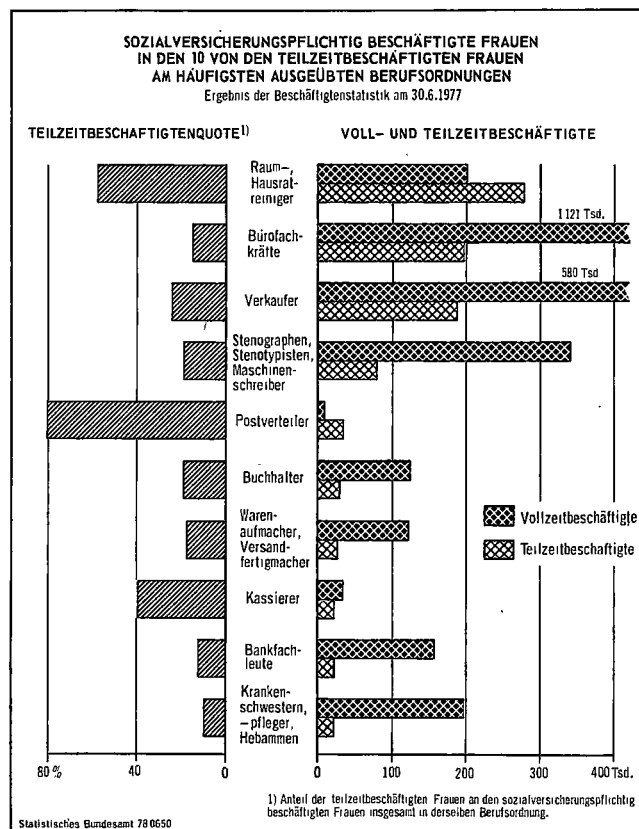 SOZIALVERSICHERUNGSPFLICHTIG BESCHÄFTIGTE FRAUEN
IN DEN 10 VON DEN TEILZEITBESCHÄFTIGTEN FRAUEN
AM HÄUFIGSTEN AUSGEÜBTEN BERUFSORDNUNGEN
Ergebnis der Beschäftigtenstatistik am 30.6.1977
TEILZEITBESCHAFTIGTENQUOTE1)
VOLL- UND TEILZEITBESCHÄFTIGTE
Raum-,
Hausrat-
reiniger
1 121 Tsd.
Bürofach-
kräfte
580 Tsd
Verkaufer
Stenographen,
Stenotypisten,
Maschinen-
schreiber
Postverteiler
Buchhalter
Waren-
aufmacher,
Versand-
fertigmacher
Kassierer
Bankfach-
leute
Kranken-
schwestern,
-pfleger,
Hebammen
Vollzeitbeschäftigte
Teilzeitbeschaftigte
80 % 40 0
0 100 200 300 400 Tsd.
1) Anteil der teilzeitbeschäftigten Frauen an den sozialversicherungspflichtig
beschäftigten Frauen insgesamt in derselben Berufsordnung.
Statistisches Bundesamt 78 0650